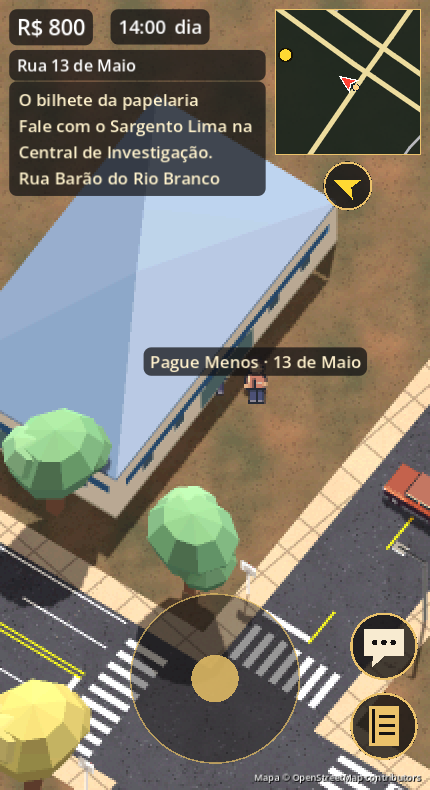 R$ 800
14:00 dia
Rua 13 de Maio
O bilhete da papelaria
Fale com o Sargento Lima na
Central de Investigação.
Rua Barão do Rio Branco
Pague Menos · 13 de Maio
Mapa © OpenStreetMap contributors